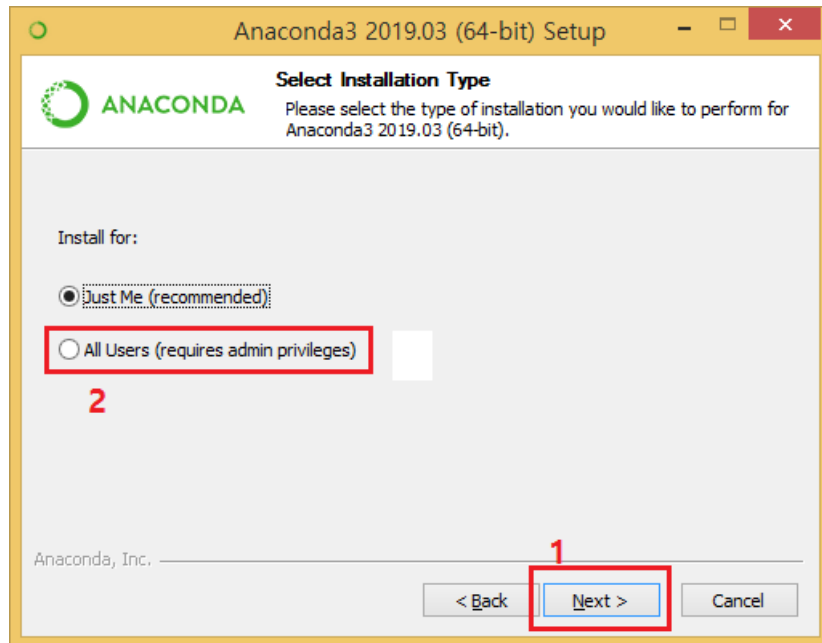 Anaconda3 2019.03 (64-bit) Setup
ANACONDA
Select Installation Type
Please select the type of installation you would like to perform for
Anaconda3 2019.03 (64-bit).
Install for:
Just Me (recommended)
All Users (requires admin privileges)
2
Anaconda, Inc.
1
< Back
Next >
Cancel